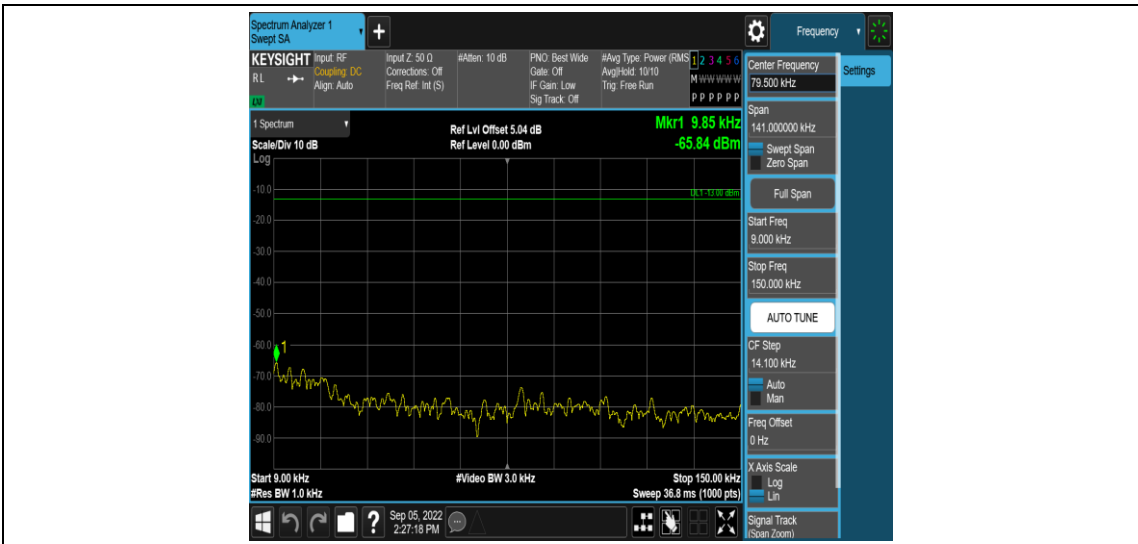 Spectrum Analyzer 1
Swept SA
Frequency
KEYSIGHT
RL
LXI
Input: RF
Coupling: DC
Align: Auto
Input Z: 50 Ω
Corrections: Off
Freq Ref: Int (S)
#Atten: 10 dB
PNO: Best Wide
Gate: Off
IF Gain: Low
Sig Track: Off
#Avg Type: Power (RMS
Avg|Hold: 10/10
Trig: Free Run
1 2 3 4 5 6
M W W W W W
P P P P P P
Center Frequency
79.500 kHz
Settings
1 Spectrum
Scale/Div 10 dB
Log
Ref Lvl Offset 5.04 dB
Ref Level 0.00 dBm
Mkr1 9.85 kHz
-65.84 dBm
DL1 -13.00 dBm
-10.0
-20.0
-30.0
-40.0
-50.0
-60.0
-70.0
-80.0
-90.0
1
Start 9.00 kHz
#Res BW 1.0 kHz
#Video BW 3.0 kHz
Stop 150.00 kHz
Sweep 36.8 ms (1000 pts)
Span
141.000000 kHz
Swept Span
Zero Span
Full Span
Start Freq
9.000 kHz
Stop Freq
150.000 kHz
AUTO TUNE
CF Step
14.100 kHz
Auto
Man
Freq Offset
0 Hz
X Axis Scale
Log
Lin
Signal Track
(Span Zoom)
?
Sep 05, 2022
2:27:18 PM